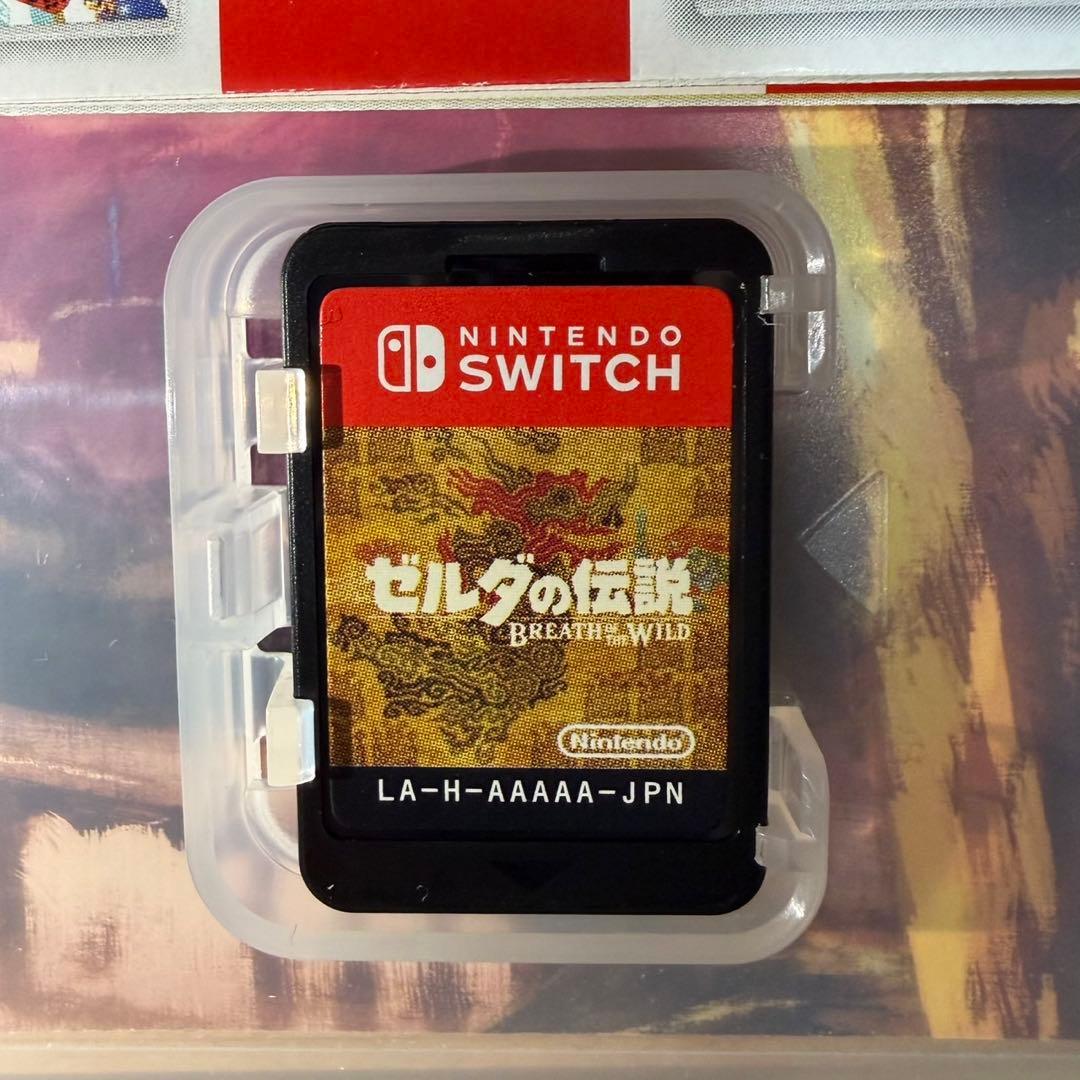 NINTENDO
SWITCH
ゼルダの伝説
BREATH OF THE WILD
Nintendo
LA-H-AAAAA-JPN